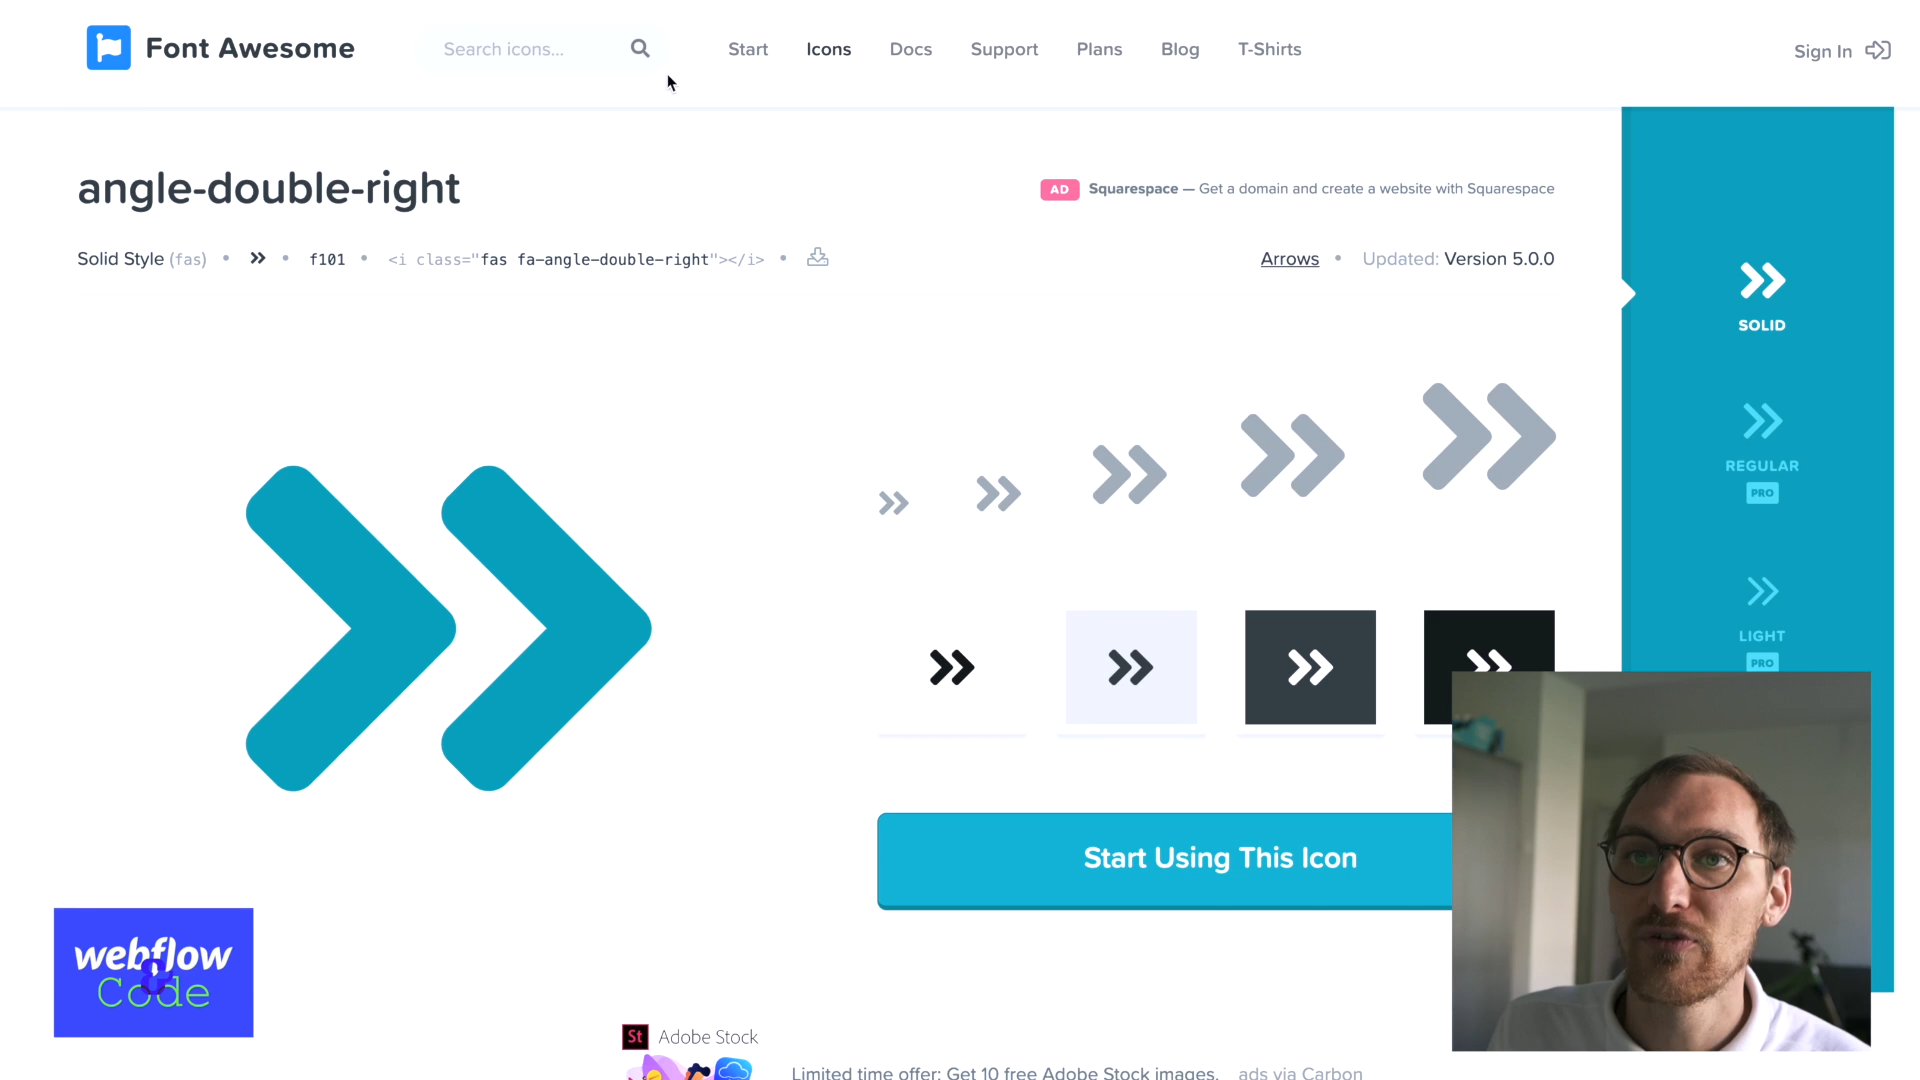 Font Awesome
Search icons...
Start
Icons
Docs
Support
Plans
Blog
T-Shirts
Sign In
angle-double-right
AD Squarespace — Get a domain and create a website with Squarespace
Solid Style (fas) • • f101 • <i class="fas fa-angle-double-right"></i> •
Arrows • Updated: Version 5.0.0
SOLID
REGULAR
PRO
LIGHT
PRO
Start Using This Icon
webflow
&
Code
St Adobe Stock
Limited time offer: Get 10 free Adobe Stock images. ads via Carbon